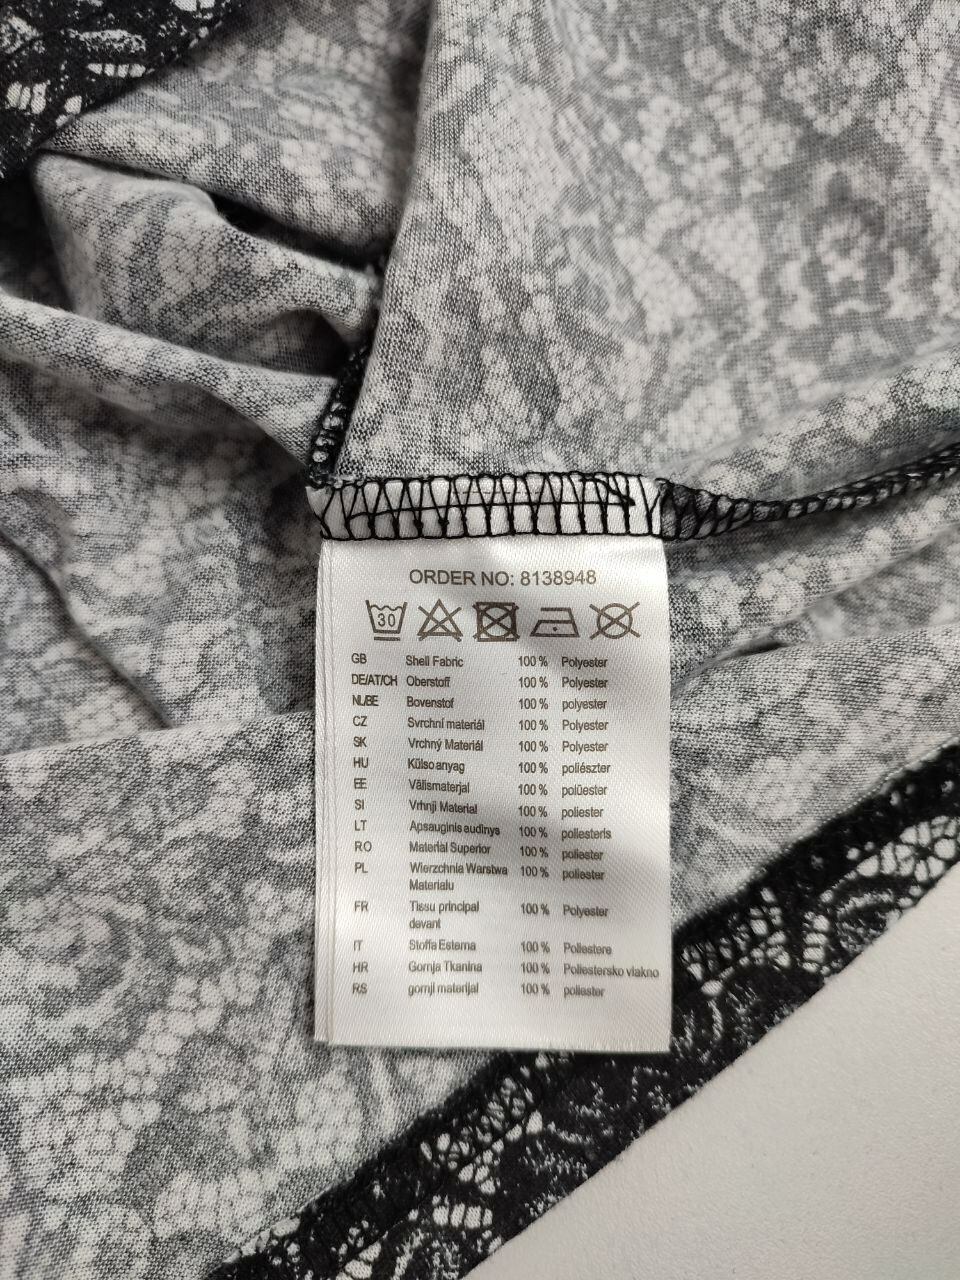 ORDER NO: 8138948
30
GB Shell Fabric 100 % Polyester
DE/AT/CH Oberstoff 100 % Polyester
NL/BE Bovenstof 100 % polyester
CZ Svrchní materiál 100 % Polyester
SK Vrchný Materiál 100 % Polyester
HU Külso anyag 100 % poliészter
EE Välismaterjal 100 % polüester
SI Vrhnji Material 100 % poliester
LT Apsauginis audinys 100 % poliesteris
RO Material Superior 100 % poliester
PL Wierzchnia Warstwa 100 % poliester
Materialu
FR Tissu principal 100 % Polyester
devant
IT Stoffa Esterna 100 % Poliestere
HR Gornja Tkanina 100 % Poliestersko vlakno
RS gornji materijal 100 % poliester